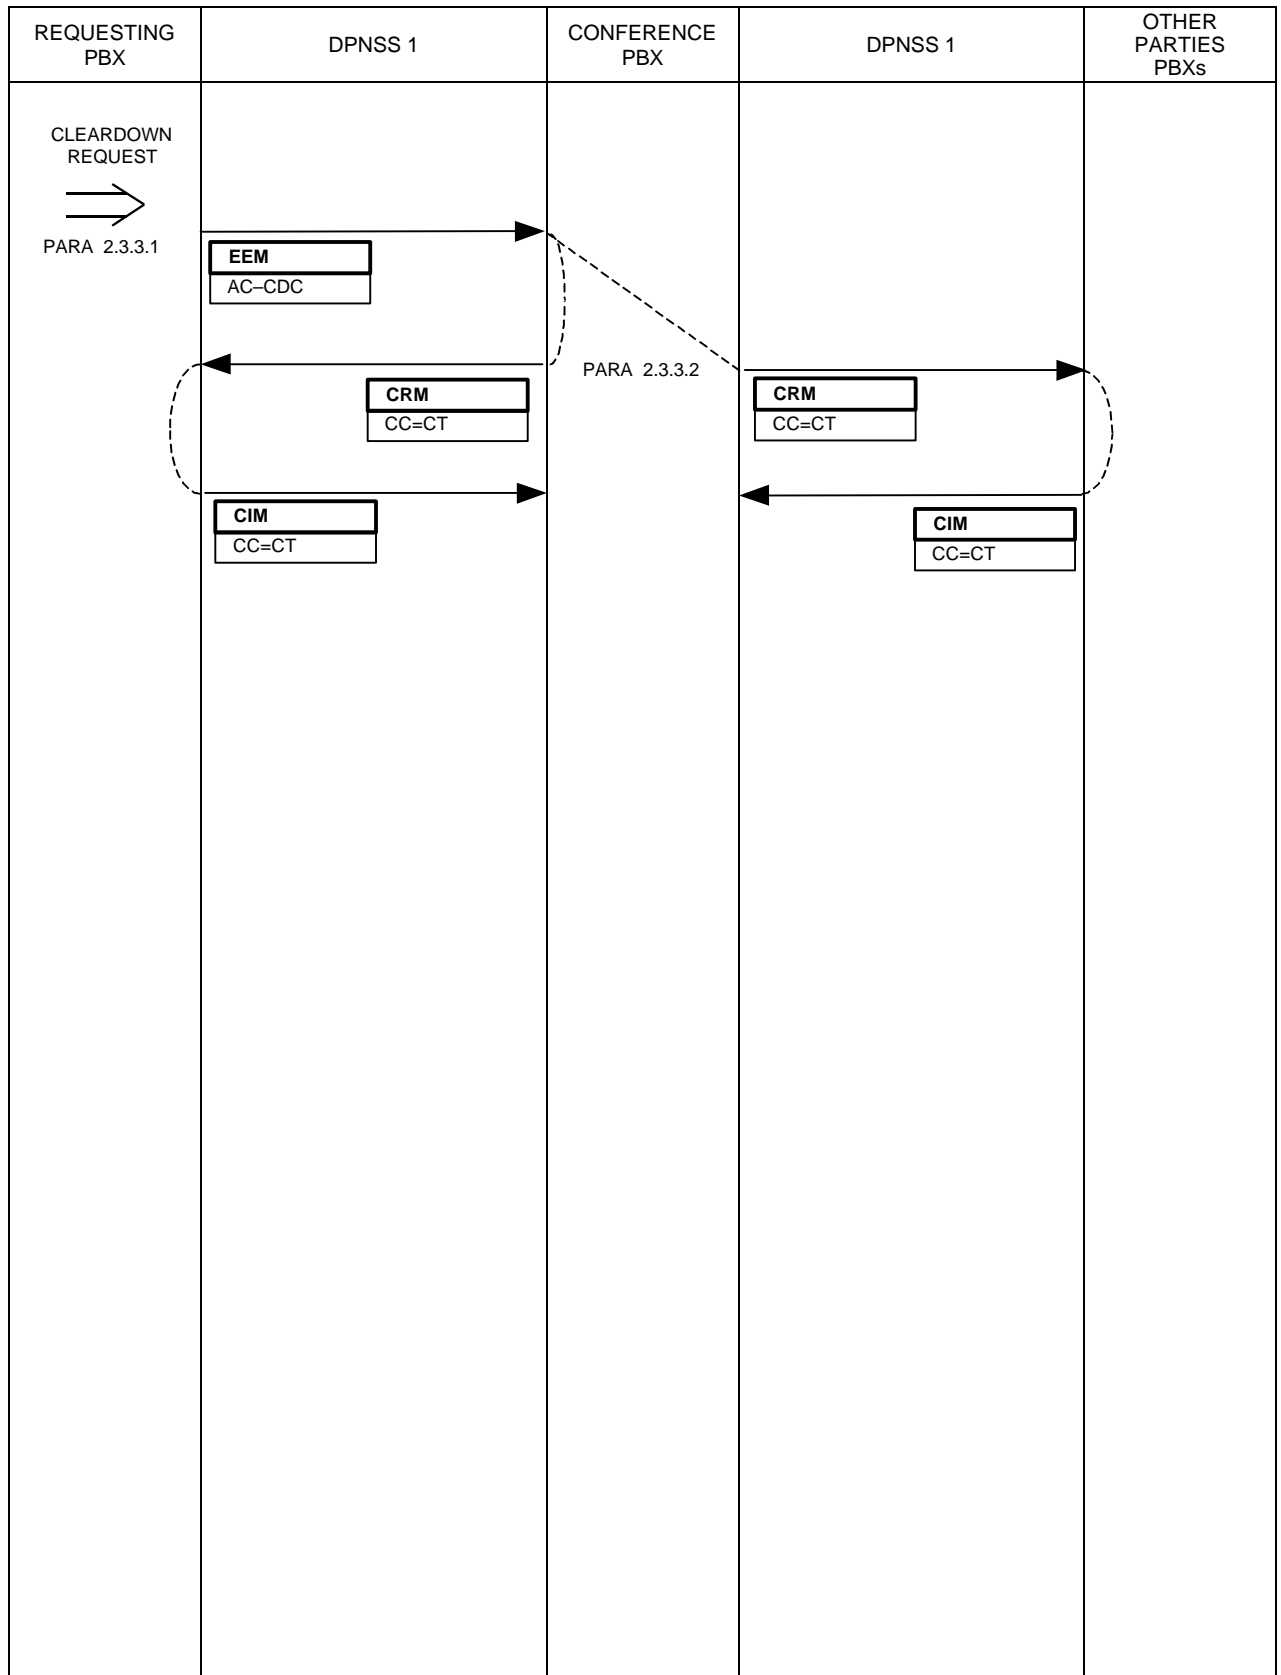 REQUESTING
PBX
DPNSS 1
CONFERENCE
PBX
DPNSS 1
OTHER
PARTIES
PBXs
CLEARDOWN
REQUEST
PARA 2.3.3.1
EEM
AC–CDC
PARA 2.3.3.2
CRM
CC=CT
CRM
CC=CT
CIM
CC=CT
CIM
CC=CT